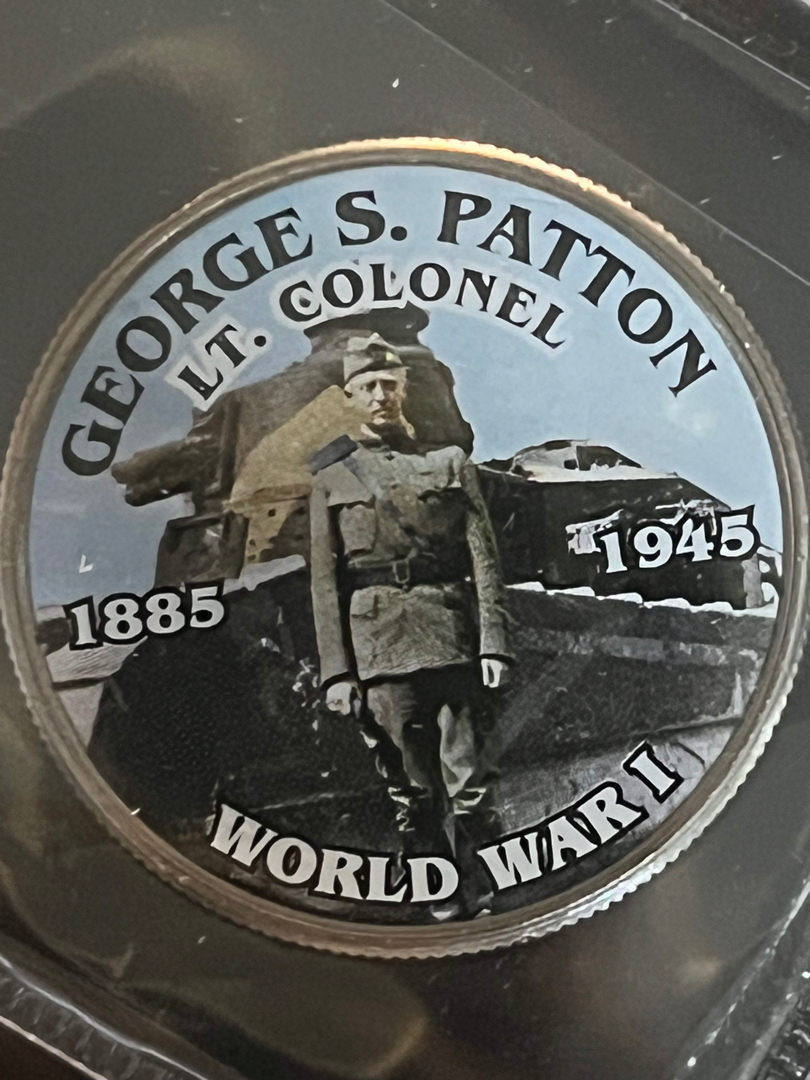 GEORGE S. PATTON
LT. COLONEL
1885
1945
WORLD WAR I